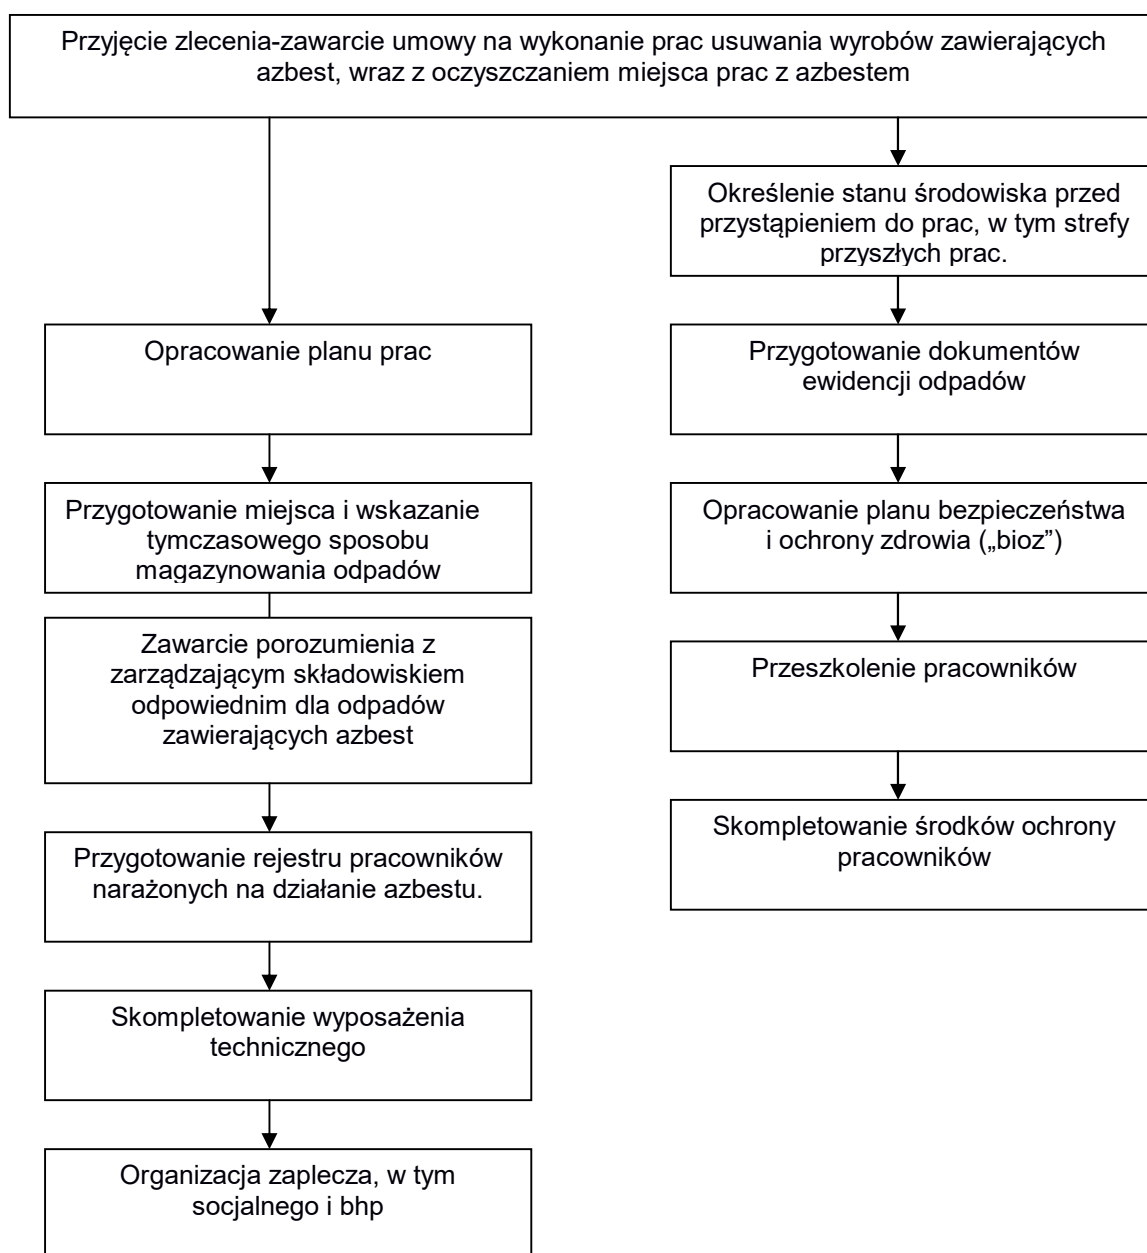 Przyjęcie zlecenia-zawarcie umowy na wykonanie prac usuwania wyrobów zawierających
azbest, wraz z oczyszczaniem miejsca prac z azbestem
Określenie stanu środowiska przed
przystąpieniem do prac, w tym strefy
przyszłych prac.
Opracowanie planu prac
Przygotowanie dokumentów
ewidencji odpadów
Przygotowanie miejsca i wskazanie
tymczasowego sposobu
magazynowania odpadów
Opracowanie planu bezpieczeństwa
i ochrony zdrowia („bioz”)
Zawarcie porozumienia z
zarządzającym składowiskiem
odpowiednim dla odpadów
zawierających azbest
Przeszkolenie pracowników
Przygotowanie rejestru pracowników
narażonych na działanie azbestu.
Skompletowanie środków ochrony
pracowników
Skompletowanie wyposażenia
technicznego
Organizacja zaplecza, w tym
socjalnego i bhp